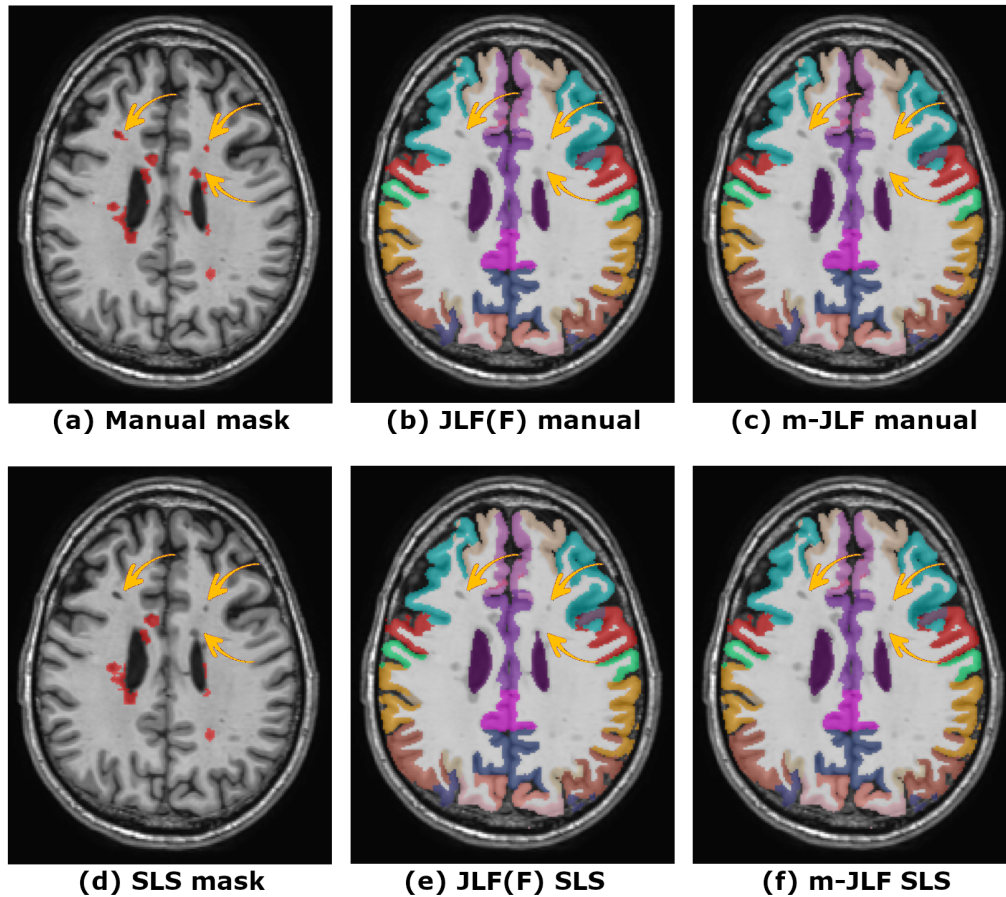 (a) Manual mask
(b) JLF(F) manual
(c) m-JLF manual
(d) SLS mask
(e) JLF(F) SLS
(f) m-JLF SLS